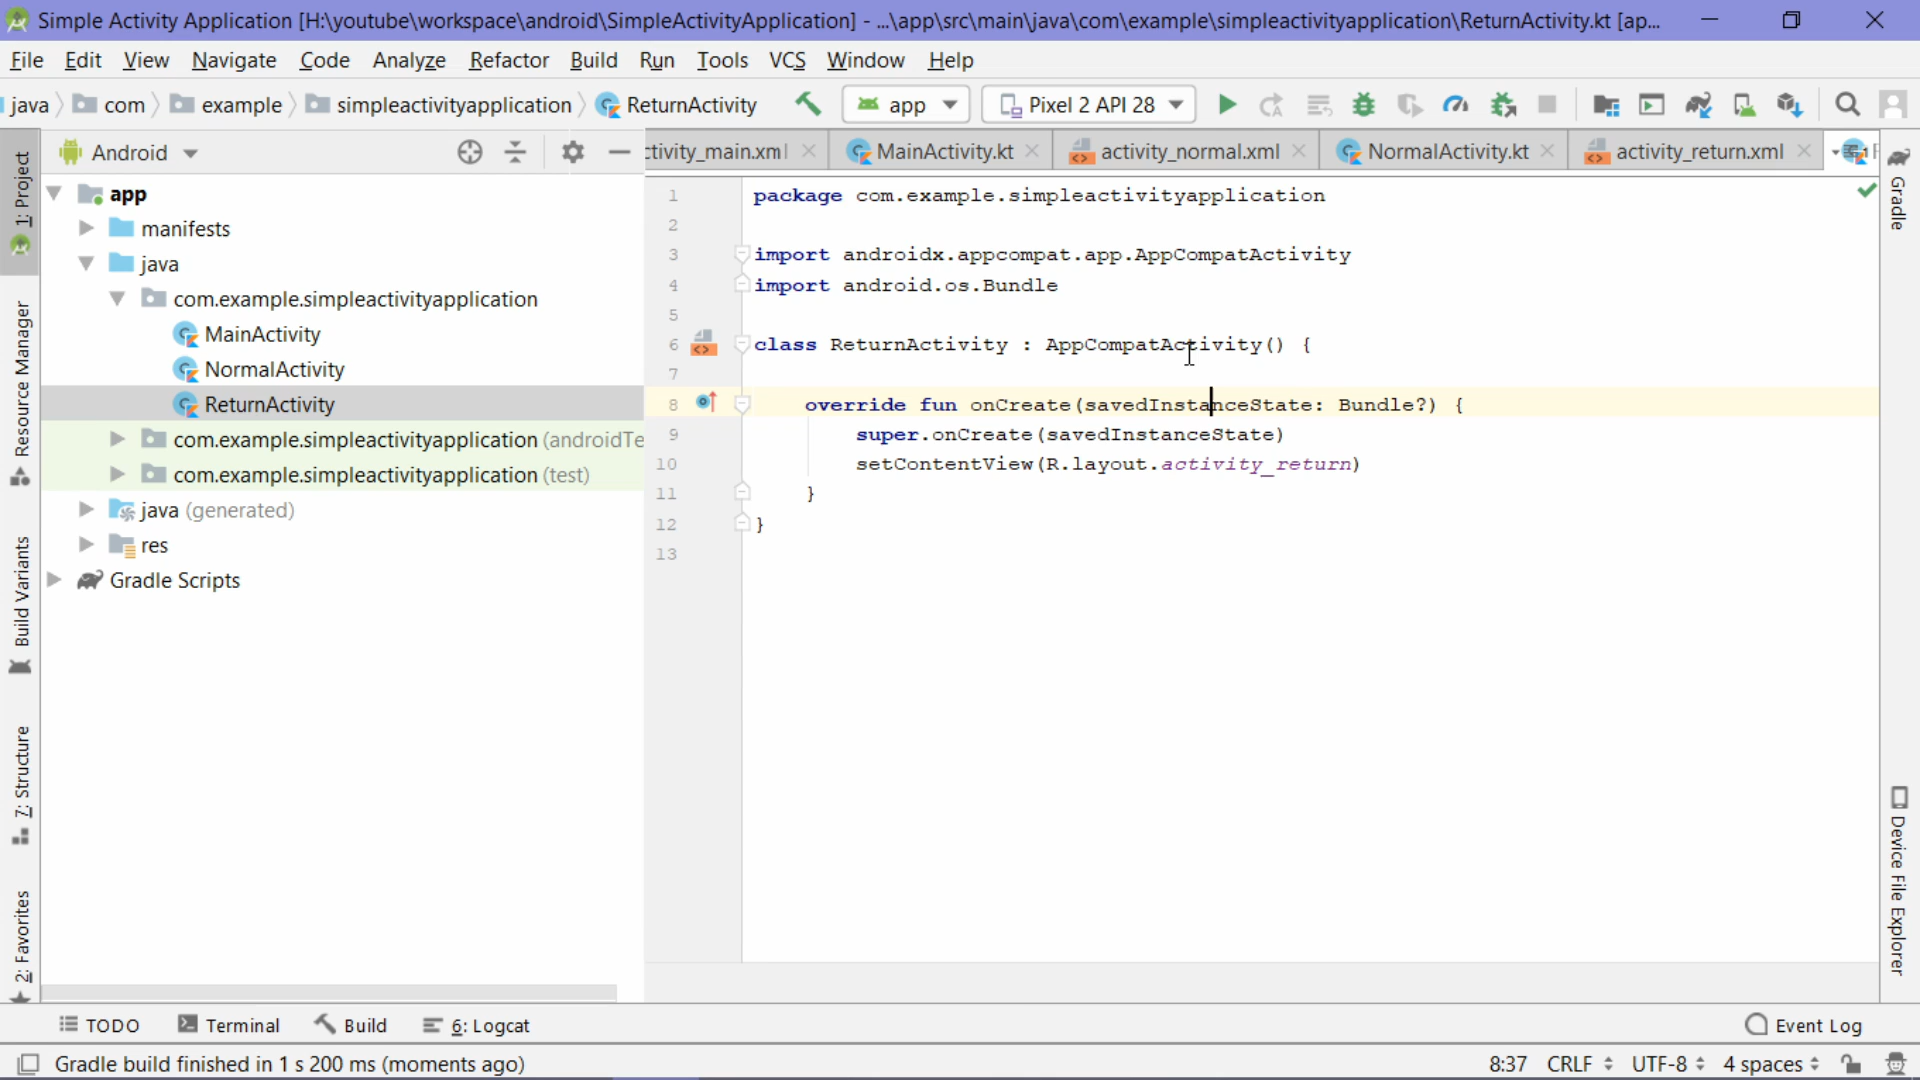 Simple Activity Application [H:\youtube\workspace\android\SimpleActivityApplication] - ...\app\src\main\java\com\example\simpleactivityapplication\ReturnActivity.kt [ap...
File Edit View Navigate Code Analyze Refactor Build Run Tools VCS Window Help
java com example simpleactivityapplication ReturnActivity app Pixel 2 API 28
1: Project
Resource Manager
Build Variants
7: Structure
2: Favorites
Android
app
manifests
java
com.example.simpleactivityapplication
MainActivity
NormalActivity
ReturnActivity
com.example.simpleactivityapplication (androidTe
com.example.simpleactivityapplication (test)
java (generated)
res
Gradle Scripts
tivity_main.xml MainActivity.kt activity_normal.xml NormalActivity.kt activity_return.xml
1 package com.example.simpleactivityapplication
2
3 import androidx.appcompat.app.AppCompatActivity
4 import android.os.Bundle
5
6 class ReturnActivity : AppCompatActivity() {
7
8 override fun onCreate(savedInstanceState: Bundle?) {
9 super.onCreate(savedInstanceState)
10 setContentView(R.layout.activity_return)
11 }
12 }
13
Gradle
Device File Explorer
TODO Terminal Build 6: Logcat Event Log
Gradle build finished in 1 s 200 ms (moments ago) 8:37 CRLF UTF-8 4 spaces